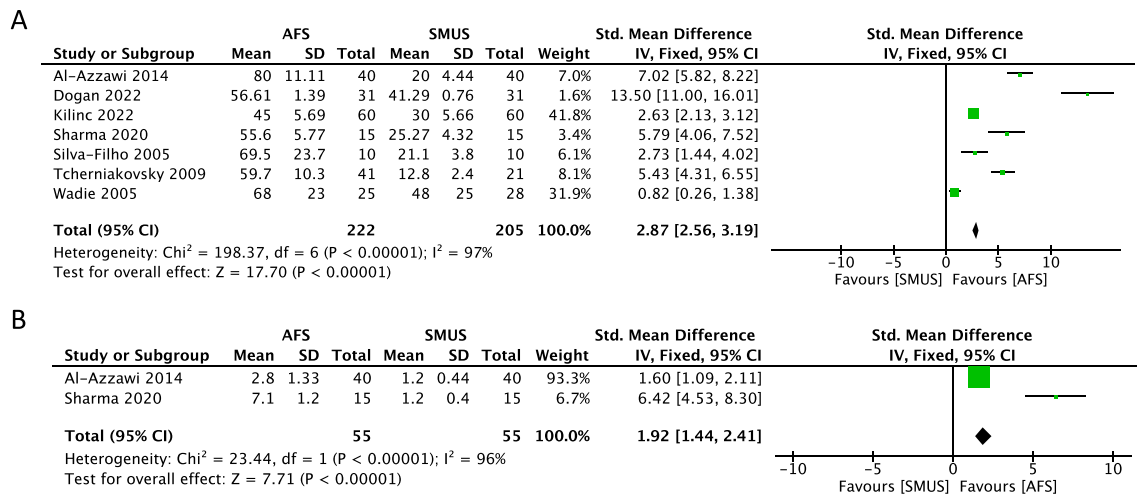 A
AFS SMUS Std. Mean Difference Std. Mean Difference
Study or Subgroup Mean SD Total Mean SD Total Weight IV, Fixed, 95% CI IV, Fixed, 95% CI
Al-Azzawi 2014 80 11.11 40 20 4.44 40 7.0% 7.02 [5.82, 8.22]
Dogan 2022 56.61 1.39 31 41.29 0.76 31 1.6% 13.50 [11.00, 16.01]
Kilinc 2022 45 5.69 60 30 5.66 60 41.8% 2.63 [2.13, 3.12]
Sharma 2020 55.6 5.77 15 25.27 4.32 15 3.4% 5.79 [4.06, 7.52]
Silva-Filho 2005 69.5 23.7 10 21.1 3.8 10 6.1% 2.73 [1.44, 4.02]
Tcherniakovsky 2009 59.7 10.3 41 12.8 2.4 21 8.1% 5.43 [4.31, 6.55]
Wadie 2005 68 23 25 48 25 28 31.9% 0.82 [0.26, 1.38]
Total (95% CI) 222 205 100.0% 2.87 [2.56, 3.19]
Heterogeneity: Chi² = 198.37, df = 6 (P < 0.00001); I² = 97%
Test for overall effect: Z = 17.70 (P < 0.00001)
-10 -5 0 5 10
Favours [SMUS] Favours [AFS]
B
AFS SMUS Std. Mean Difference Std. Mean Difference
Study or Subgroup Mean SD Total Mean SD Total Weight IV, Fixed, 95% CI IV, Fixed, 95% CI
Al-Azzawi 2014 2.8 1.33 40 1.2 0.44 40 93.3% 1.60 [1.09, 2.11]
Sharma 2020 7.1 1.2 15 1.2 0.4 15 6.7% 6.42 [4.53, 8.30]
Total (95% CI) 55 55 100.0% 1.92 [1.44, 2.41]
Heterogeneity: Chi² = 23.44, df = 1 (P < 0.00001); I² = 96%
Test for overall effect: Z = 7.71 (P < 0.00001)
-10 -5 0 5 10
Favours [SMUS] Favours [AFS]